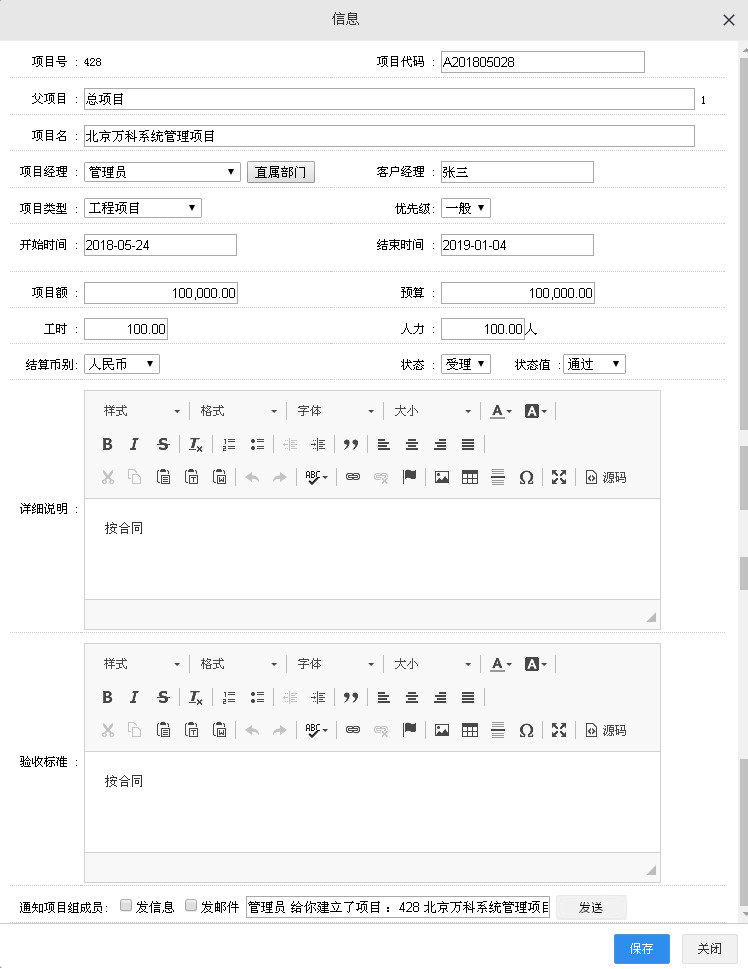 信息
项目号 : 428 项目代码 : A201805028
父项目 : 总项目 1
项目名 : 北京万科系统管理项目
项目经理 : 管理员 直属部门 客户经理 : 张三
项目类型 : 工程项目 优先级: 一般
开始时间 : 2018-05-24 结束时间 : 2019-01-04
项目额 : 100,000.00 预算 : 100,000.00
工时 : 100.00 人力 : 100.00人
结算币别: 人民币 状态 : 受理 状态值 : 通过
样式 格式 字体 大小 A A
B I S Tx
ABC 源码
详细说明 :
按合同
样式 格式 字体 大小 A A
B I S Tx
ABC 源码
验收标准 :
按合同
通知项目组成员: 发信息 发邮件 管理员 给你建立了项目 : 428 北京万科系统管理项目 发送
保存 关闭